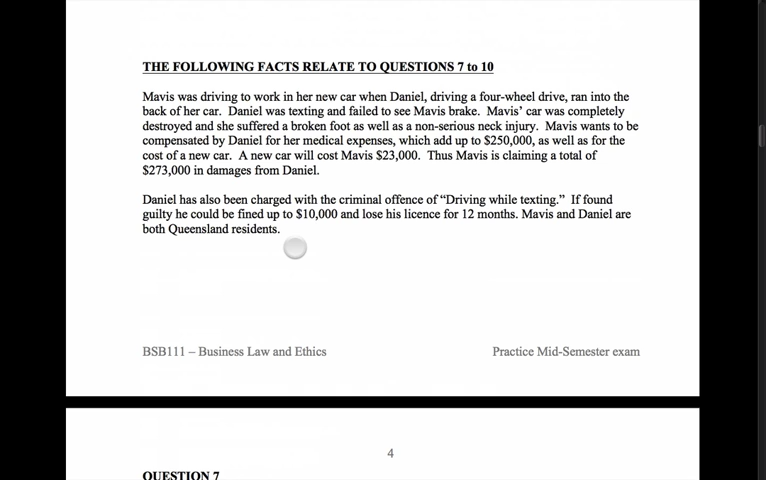 THE FOLLOWING FACTS RELATE TO QUESTIONS 7 to 10
Mavis was driving to work in her new car when Daniel, driving a four-wheel drive, ran into the
back of her car. Daniel was texting and failed to see Mavis brake. Mavis' car was completely
destroyed and she suffered a broken foot as well as a non-serious neck injury. Mavis wants to be
compensated by Daniel for her medical expenses, which add up to $250,000, as well as for the
cost of a new car. A new car will cost Mavis $23,000. Thus Mavis is claiming a total of
$273,000 in damages from Daniel.
Daniel has also been charged with the criminal offence of “Driving while texting.” If found
guilty he could be fined up to $10,000 and lose his licence for 12 months. Mavis and Daniel are
both Queensland residents.
BSB111 – Business Law and Ethics Practice Mid-Semester exam
4
QUESTION 7